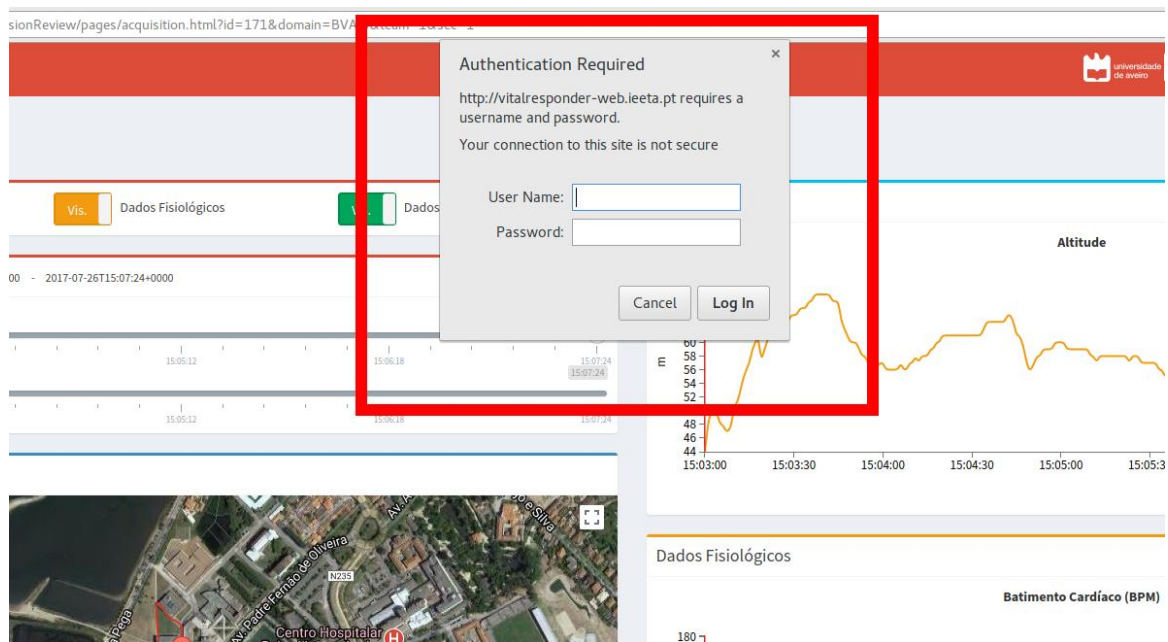 sionReview/pages/acquisition.html?id=171&domain=BVA
Authentication Required
×
http://vitalresponder-web.ieeta.pt requires a
username and password.
Your connection to this site is not secure
User Name:
Password:
Cancel
Log In
universidade
de aveiro
Vis.
Dados Fisiológicos
Dados
00 - 2017-07-26T15:07:24+0000
15:05:12
15:06:18
15:07:24
15:07:24
15:05:12
15:06:18
15:07:24
Altitude
m
60
58
56
54
52
48
46
44
15:03:00
15:03:30
15:04:00
15:04:30
15:05:00
15:05:3
Av. Padre Fernão de Oliveira
N235
o e Silva
Pega
Centro Hospitalar
H
Dados Fisiológicos
Batimento Cardíaco (BPM)
180